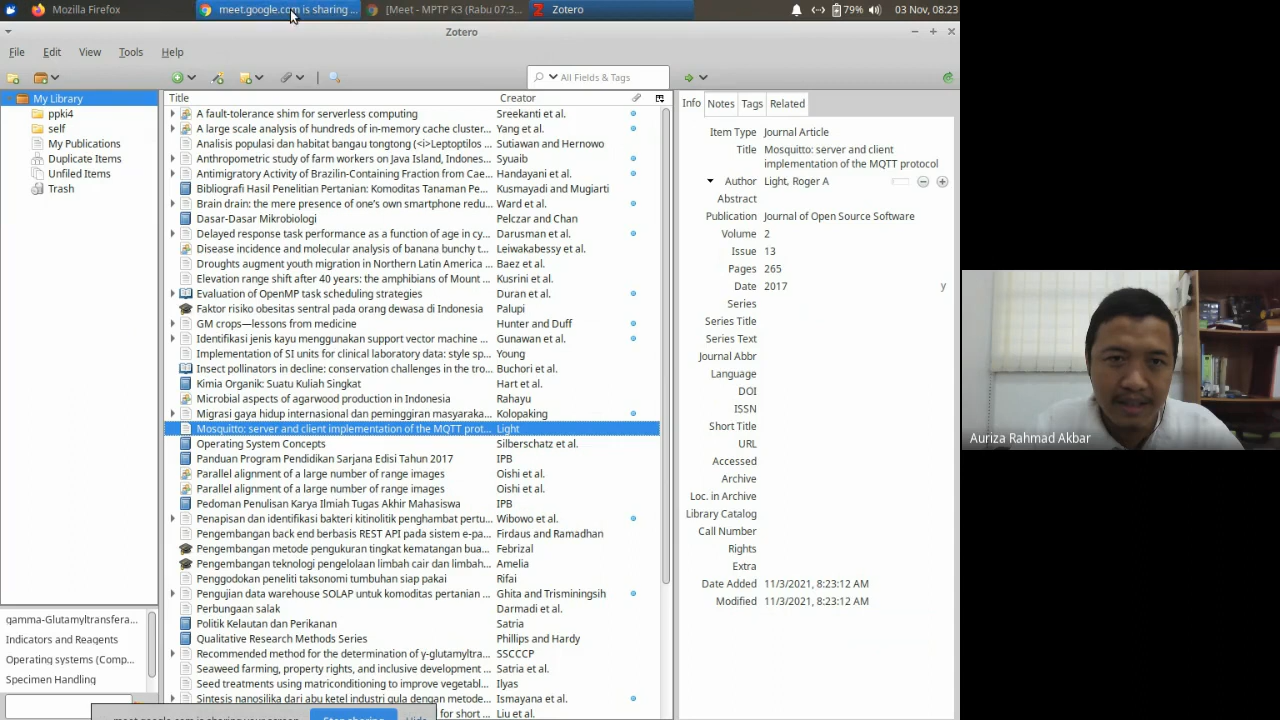 Mozilla Firefox
meet.google.com is sharing ...
[Meet - MPTP K3 (Rabu 07:3...
Zotero
79%
03 Nov, 08:23
Zotero
File Edit View Tools Help
All Fields & Tags
My Library
ppki4
self
My Publications
Duplicate Items
Unfiled Items
Trash
gamma-Glutamyltransfera...
Indicators and Reagents
Operating systems (Comp...
Specimen Handling
Title Creator
A fault-tolerance shim for serverless computing Sreekanti et al.
A large scale analysis of hundreds of in-memory cache cluster... Yang et al.
Analisis populasi dan habitat bangau tongtong (<i>Leptoptilos ... Sutiawan and Hernowo
Anthropometric study of farm workers on Java Island, Indones... Syuaib
Antimigratory Activity of Brazilin-Containing Fraction from Cae... Handayani et al.
Bibliografi Hasil Penelitian Pertanian: Komoditas Tanaman Pe... Kusmayadi and Mugiarti
Brain drain: the mere presence of one's own smartphone redu... Ward et al.
Dasar-Dasar Mikrobiologi Pelczar and Chan
Delayed response task performance as a function of age in cy... Darusman et al.
Disease incidence and molecular analysis of banana bunchy t... Leiwakabessy et al.
Droughts augment youth migration in Northern Latin America ... Baez et al.
Elevation range shift after 40 years: the amphibians of Mount ... Kusrini et al.
Evaluation of OpenMP task scheduling strategies Duran et al.
Faktor risiko obesitas sentral pada orang dewasa di Indonesia Palupi
GM crops—lessons from medicine Hunter and Duff
Identifikasi jenis kayu menggunakan support vector machine ... Gunawan et al.
Implementation of SI units for clinical laboratory data: style sp... Young
Insect pollinators in decline: conservation challenges in the tro... Buchori et al.
Kimia Organik: Suatu Kuliah Singkat Hart et al.
Microbial aspects of agarwood production in Indonesia Rahayu
Migrasi gaya hidup internasional dan peminggiran masyaraka... Kolopaking
Mosquitto: server and client implementation of the MQTT prot... Light
Operating System Concepts Silberschatz et al.
Panduan Program Pendidikan Sarjana Edisi Tahun 2017 IPB
Parallel alignment of a large number of range images Oishi et al.
Parallel alignment of a large number of range images Oishi et al.
Pedoman Penulisan Karya Ilmiah Tugas Akhir Mahasiswa IPB
Penapisan dan identifikasi bakteri kitinolitik penghambat pertu... Wibowo et al.
Pengembangan back end berbasis REST API pada sistem e-pa... Firdaus and Ramadhan
Pengembangan metode pengukuran tingkat kematangan bua... Febrizal
Pengembangan teknologi pengelolaan limbah cair dan limbah... Amelia
Penggodokan peneliti taksonomi tumbuhan siap pakai Rifai
Pengujian data warehouse SOLAP untuk komoditas pertanian ... Ghita and Trisminingsih
Perbungaan salak Darmadi et al.
Politik Kelautan dan Perikanan Satria
Qualitative Research Methods Series Phillips and Hardy
Recommended method for the determination of γ-glutamyltra... SSCCCP
Seaweed farming, property rights, and inclusive development ... Satria et al.
Seed treatments using matriconditioning to improve vegetabl... Ilyas
Sintesis nanosilika dari abu ketel industri gula dengan metode... Ismayana et al.
for short ... Liu et al.
meet.google.com is sharing your screen. Stop sharing Hide
Info Notes Tags Related
Item Type Journal Article
Title Mosquitto: server and client
implementation of the MQTT protocol
Author Light, Roger A
Abstract
Publication Journal of Open Source Software
Volume 2
Issue 13
Pages 265
Date 2017 y
Series
Series Title
Series Text
Journal Abbr
Language
DOI
ISSN
Short Title
URL
Accessed
Archive
Loc. in Archive
Library Catalog
Call Number
Rights
Extra
Date Added 11/3/2021, 8:23:12 AM
Modified 11/3/2021, 8:23:12 AM
Auriza Rahmad Akbar